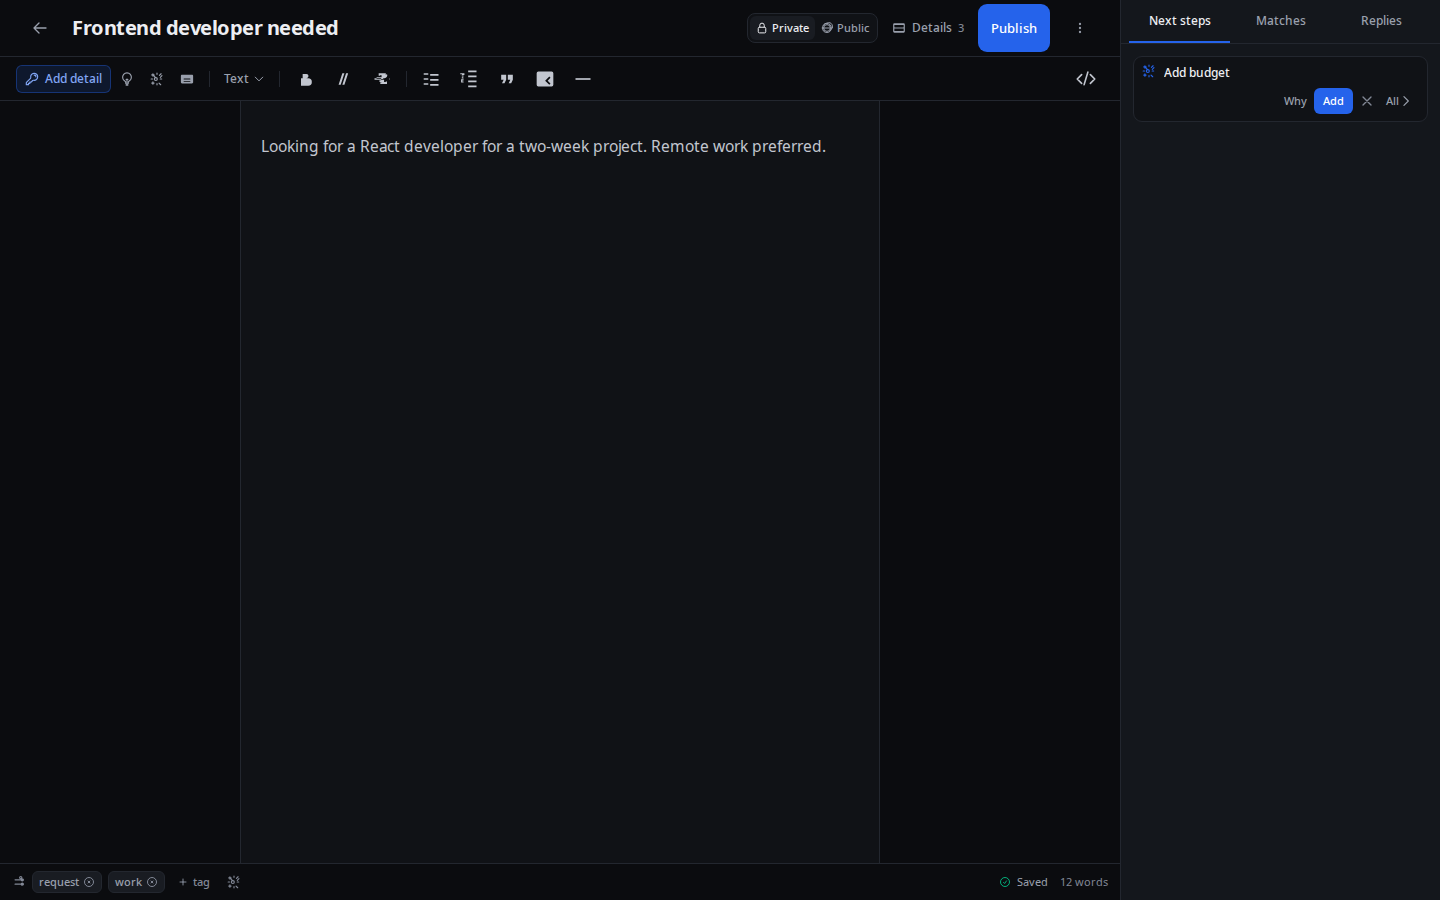 Frontend developer needed
Private Public
Details 3
Publish
Next steps Matches Replies
Add detail
Text
Add budget
Why Add All
Looking for a React developer for a two-week project. Remote work preferred.
request work + tag
Saved 12 words